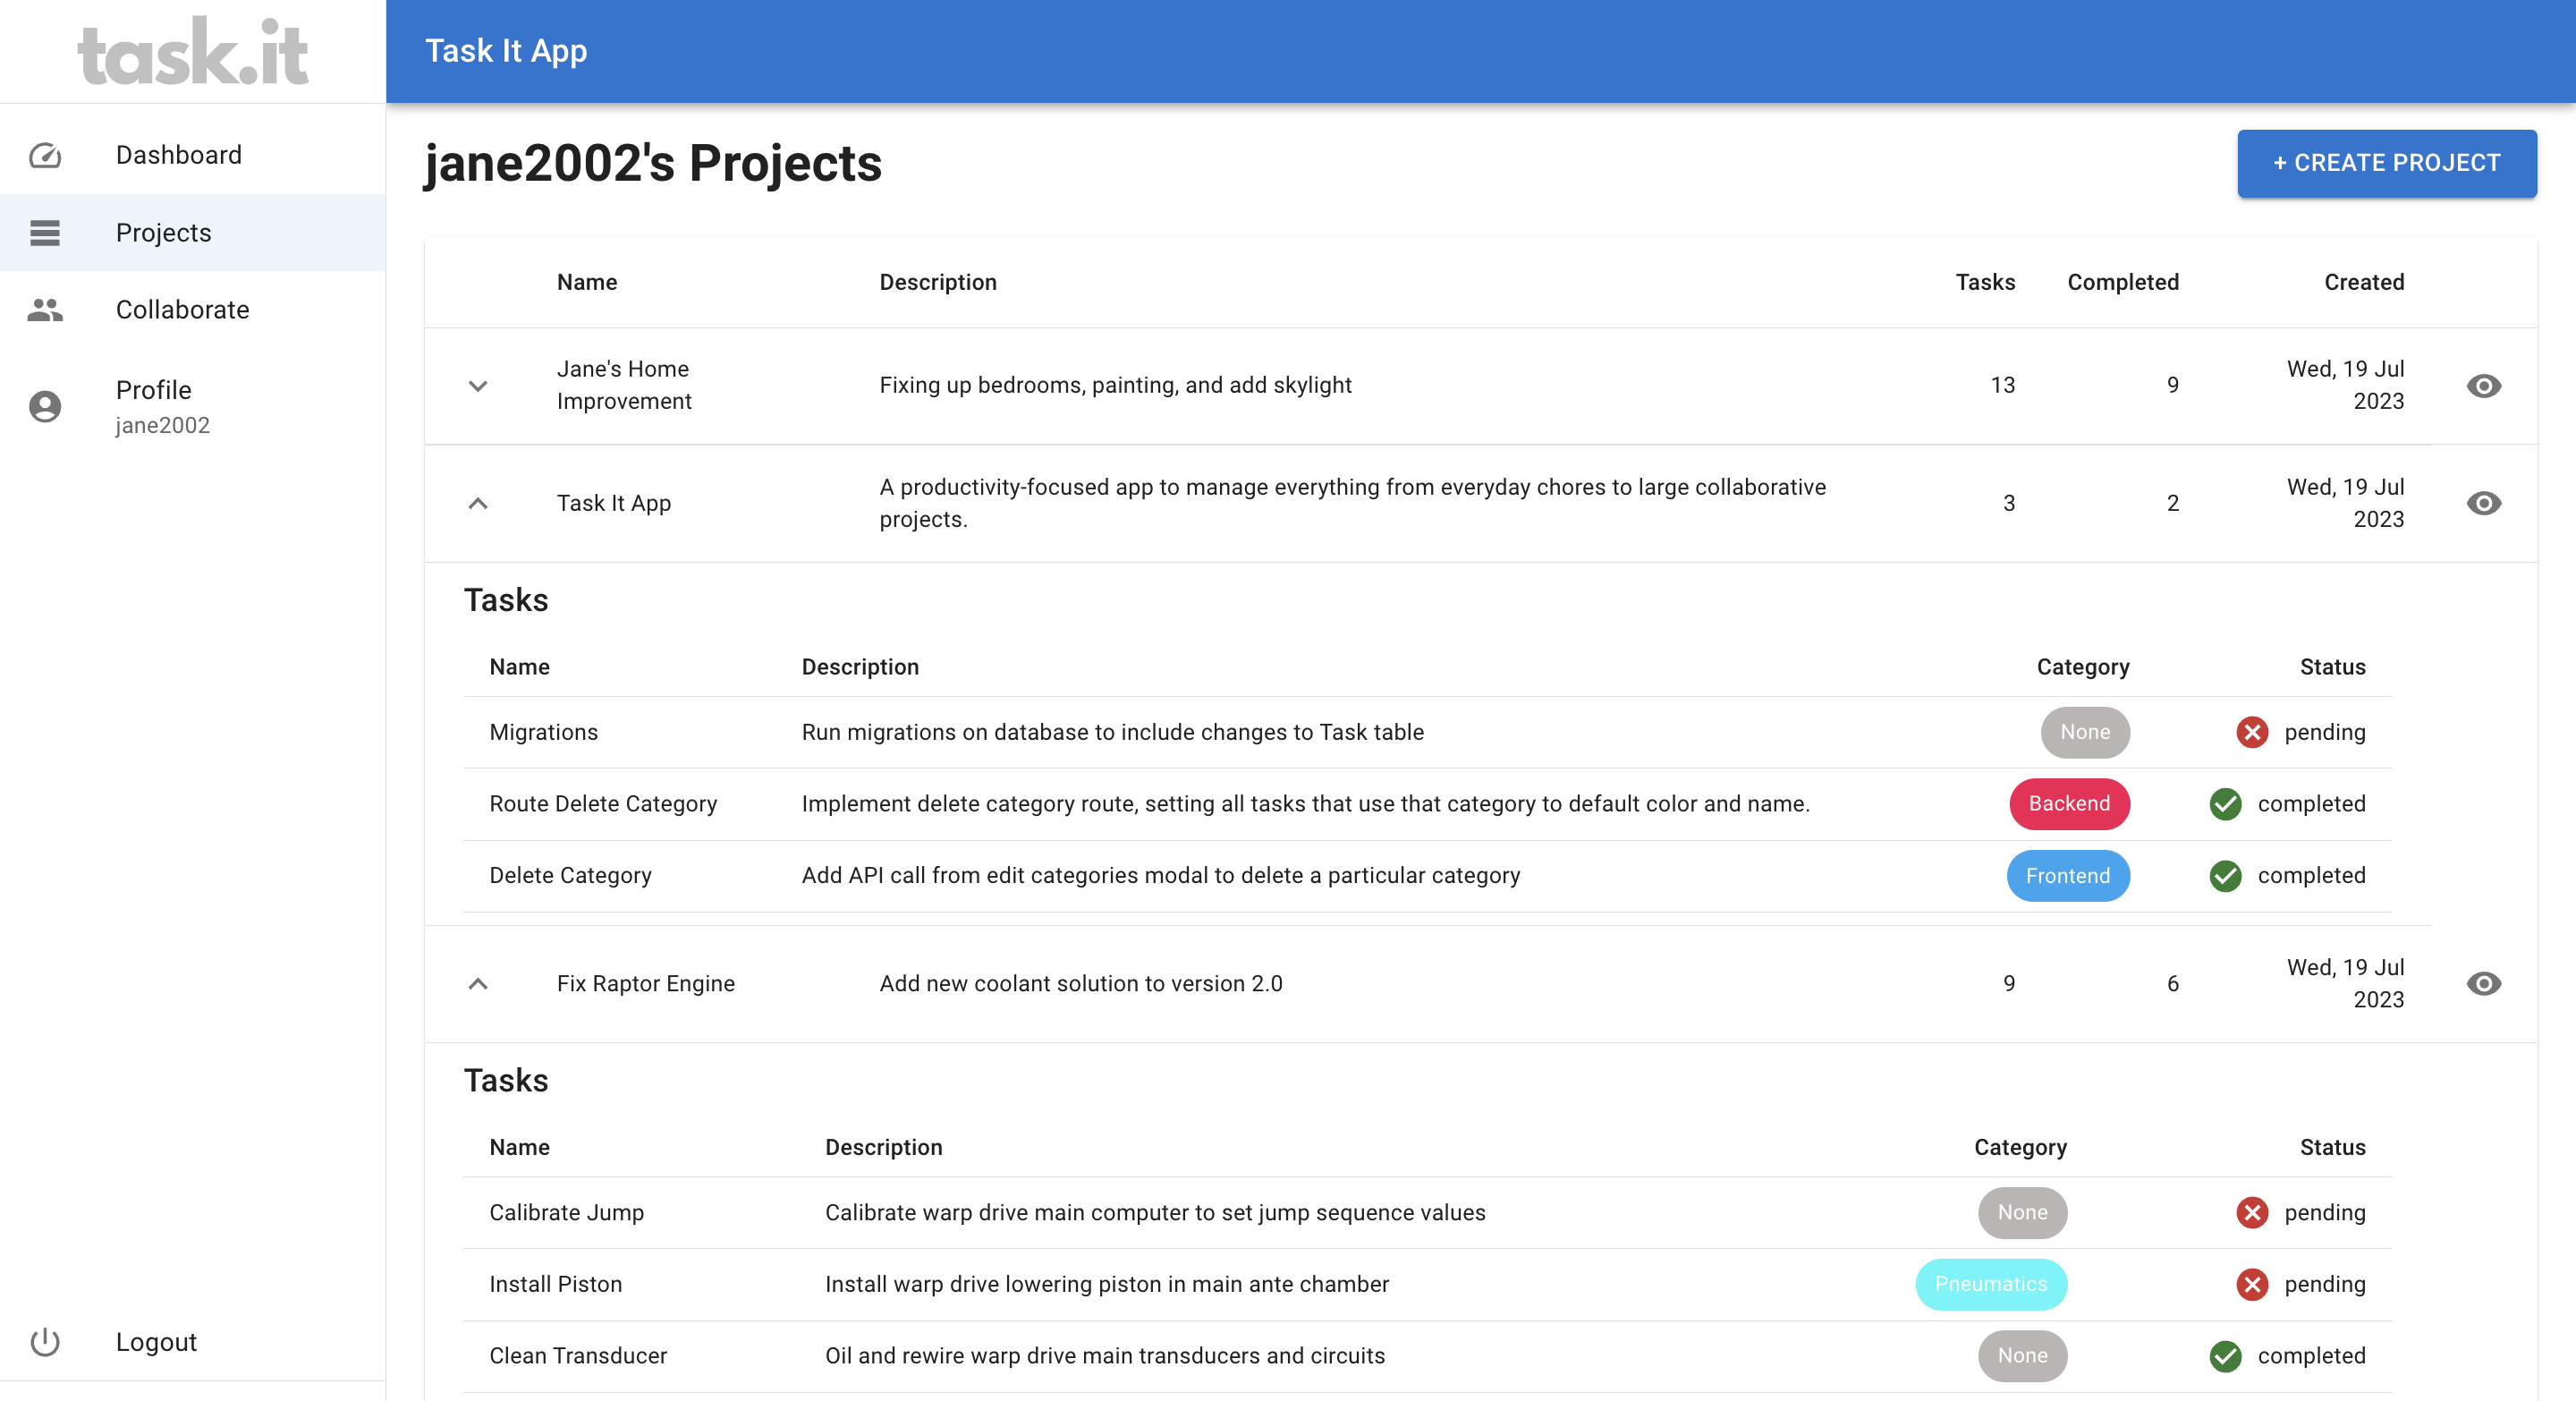 task.it
Task It App
Dashboard
Projects
Collaborate
Profile
jane2002
Logout
jane2002's Projects
+ CREATE PROJECT
Name Description Tasks Completed Created
Jane's Home
Improvement
Fixing up bedrooms, painting, and add skylight
13
9
Wed, 19 Jul
2023
Task It App
A productivity-focused app to manage everything from everyday chores to large collaborative
projects.
3
2
Wed, 19 Jul
2023
Tasks
Name Description Category Status
Migrations Run migrations on database to include changes to Task table None pending
Route Delete Category Implement delete category route, setting all tasks that use that category to default color and name. Backend completed
Delete Category Add API call from edit categories modal to delete a particular category Frontend completed
Fix Raptor Engine
Add new coolant solution to version 2.0
9
6
Wed, 19 Jul
2023
Tasks
Name Description Category Status
Calibrate Jump Calibrate warp drive main computer to set jump sequence values None pending
Install Piston Install warp drive lowering piston in main ante chamber Pneumatics pending
Clean Transducer Oil and rewire warp drive main transducers and circuits None completed